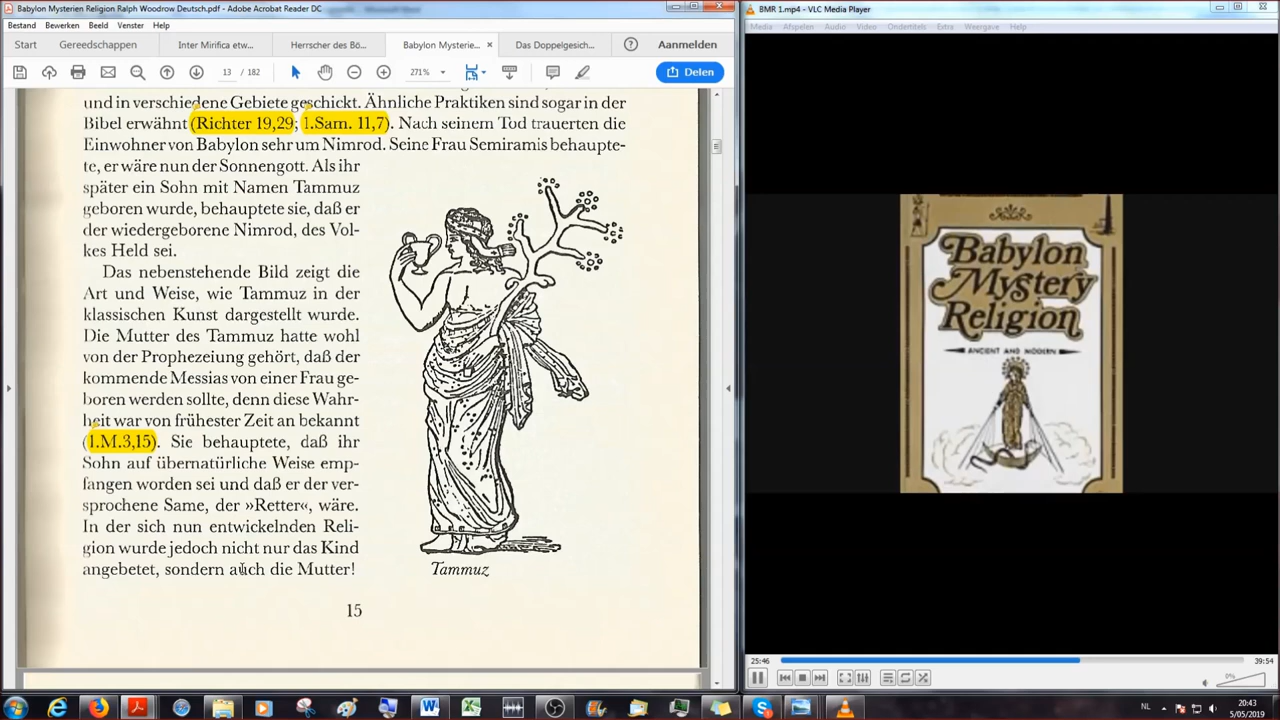 Babylon Mysterien Religion Ralph Woodrow Deutsch.pdf - Adobe Acrobat Reader DC
Bestand Bewerken Beeld Venster Help
Start Gereedschappen Inter Mirifica etw... Herrscher des Bö... Babylon Mysterie... × Das Doppelgesich... Aanmelden
13 / 182 271% Delen
und in verschiedene Gebiete geschickt. Ähnliche Praktiken sind sogar in der
Bibel erwähnt (Richter 19,29; 1.Sam. 11,7). Nach seinem Tod trauerten die
Einwohner von Babylon sehr um Nimrod. Seine Frau Semiramis behaupte-
te, er wäre nun der Sonnengott. Als ihr
später ein Sohn mit Namen Tammuz
geboren wurde, behauptete sie, daß er
der wiedergeborene Nimrod, des Vol-
kes Held sei.
Das nebenstehende Bild zeigt die
Art und Weise, wie Tammuz in der
klassischen Kunst dargestellt wurde.
Die Mutter des Tammuz hatte wohl
von der Prophezeiung gehört, daß der
kommende Messias von einer Frau ge-
boren werden sollte, denn diese Wahr-
heit war von frühester Zeit an bekannt
(1.M.3,15). Sie behauptete, daß ihr
Sohn auf übernatürliche Weise emp-
fangen worden sei und daß er der ver-
sprochene Same, der »Retter«, wäre.
In der sich nun entwickelnden Reli-
gion wurde jedoch nicht nur das Kind
angebetet, sondern auch die Mutter!
Tammuz
15
BMR 1.mp4 - VLC Media Player
Media Afspelen Audio Video Ondertitels Extra Weergave Help
Babylon
Mystery
Religion
ANCIENT AND MODERN
25:46 39:54
0%
NL 20:43
5/05/2019